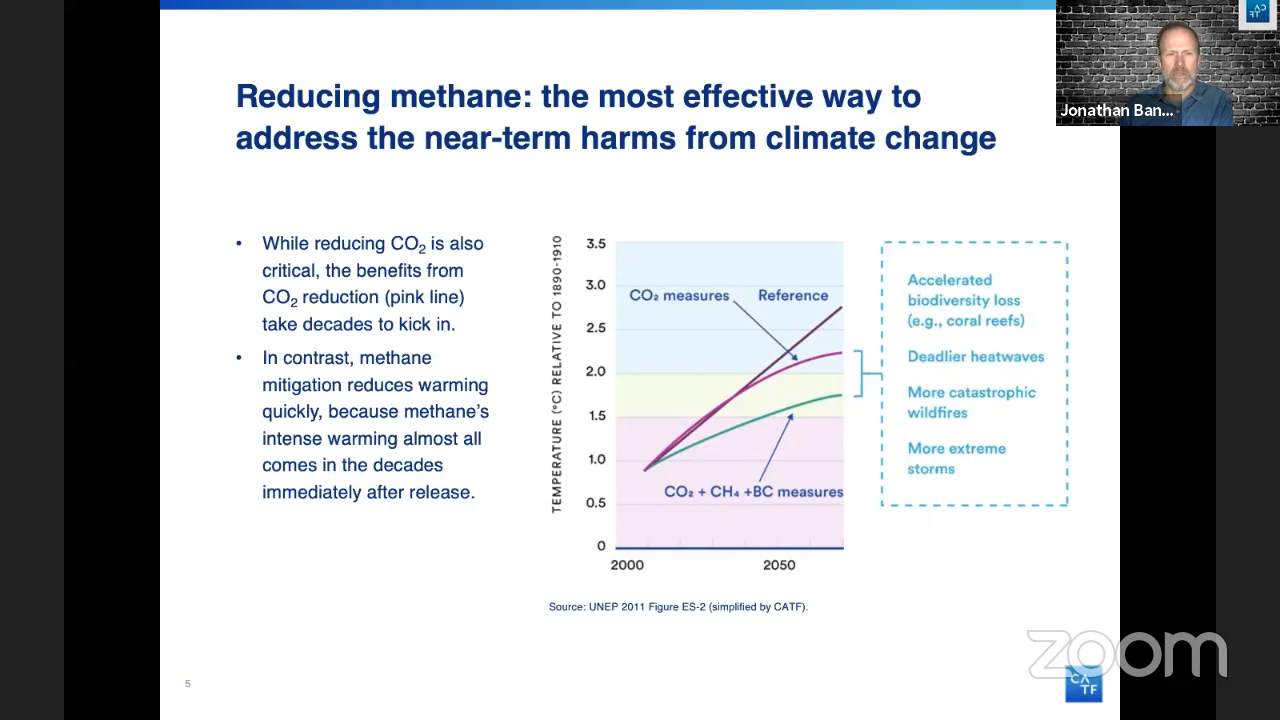 Reducing methane: the most effective way to
address the near-term harms from climate change
Jonathan Ban...
• While reducing CO₂ is also
critical, the benefits from
CO₂ reduction (pink line)
take decades to kick in.
• In contrast, methane
mitigation reduces warming
quickly, because methane’s
intense warming almost all
comes in the decades
immediately after release.
TEMPERATURE (°C) RELATIVE TO 1890-1910
3.5
3.0
2.5
2.0
1.5
1.0
0.5
0
2000
2050
CO₂ measures
Reference
CO₂ + CH₄ +BC measures
Accelerated
biodiversity loss
(e.g., coral reefs)
Deadlier heatwaves
More catastrophic
wildfires
More extreme
storms
Source: UNEP 2011 Figure ES-2 (simplified by CATF).
5
zoom
CATF